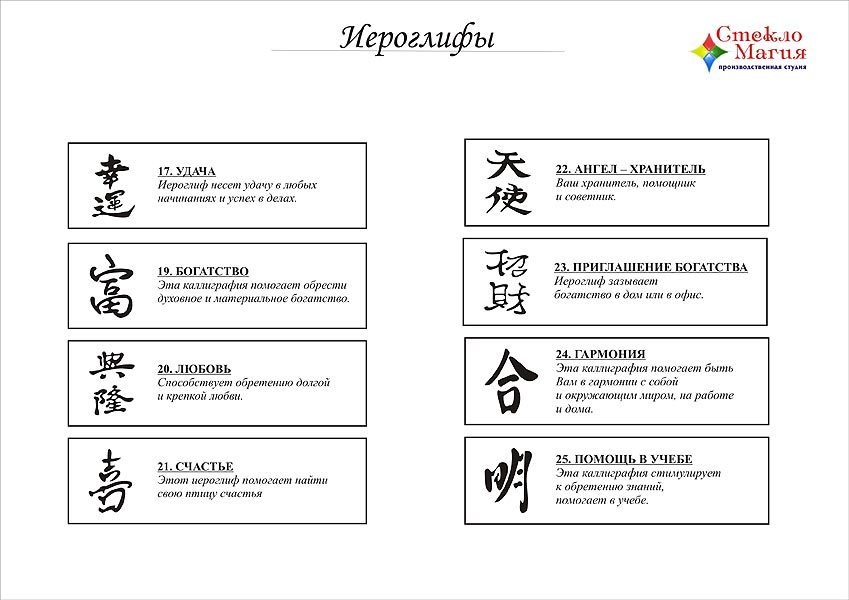 Иероглифы
Стекло
Магия
производственная студия
幸運
17. УДАЧА
Иероглиф несет удачу в любых
начинаниях и успех в делах.
富
19. БОГАТСТВО
Эта каллиграфия помогает обрести
духовное и материальное богатство.
興隆
20. ЛЮБОВЬ
Способствует обретению долгой
и крепкой любви.
喜
21. СЧАСТЬЕ
Этот иероглиф помогает найти
свою птицу счастья
天使
22. АНГЕЛ – ХРАНИТЕЛЬ
Ваш хранитель, помощник
и советник.
招財
23. ПРИГЛАШЕНИЕ БОГАТСТВА
Иероглиф зазывает
богатство в дом или в офис.
合
24. ГАРМОНИЯ
Эта каллиграфия помогает быть
Вам в гармонии с собой
и окружающим миром, на работе
и дома.
明
25. ПОМОЩЬ В УЧЕБЕ
Эта каллиграфия стимулирует
к обретению знаний,
помогает в учебе.